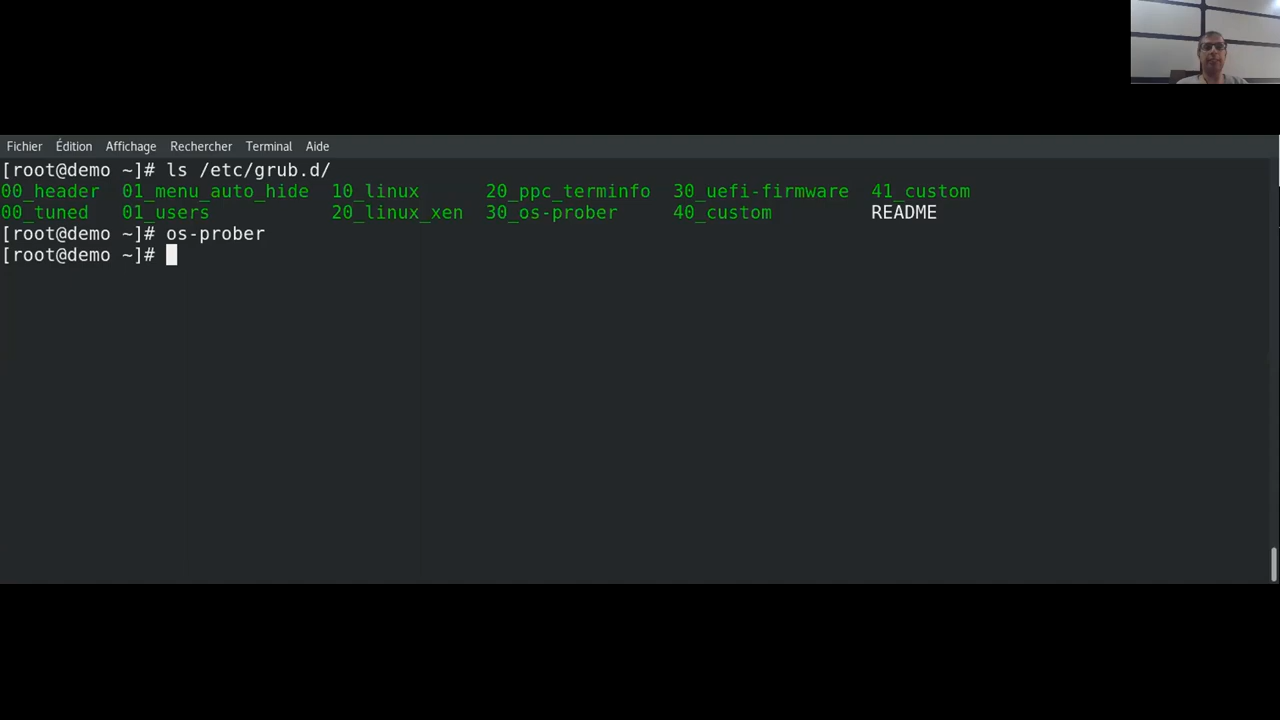 Fichier Édition Affichage Rechercher Terminal Aide
[root@demo ~]# ls /etc/grub.d/
00_header 01_menu_auto_hide 10_linux 20_ppc_terminfo 30_uefi-firmware 41_custom
00_tuned 01_users 20_linux_xen 30_os-prober 40_custom README
[root@demo ~]# os-prober
[root@demo ~]#